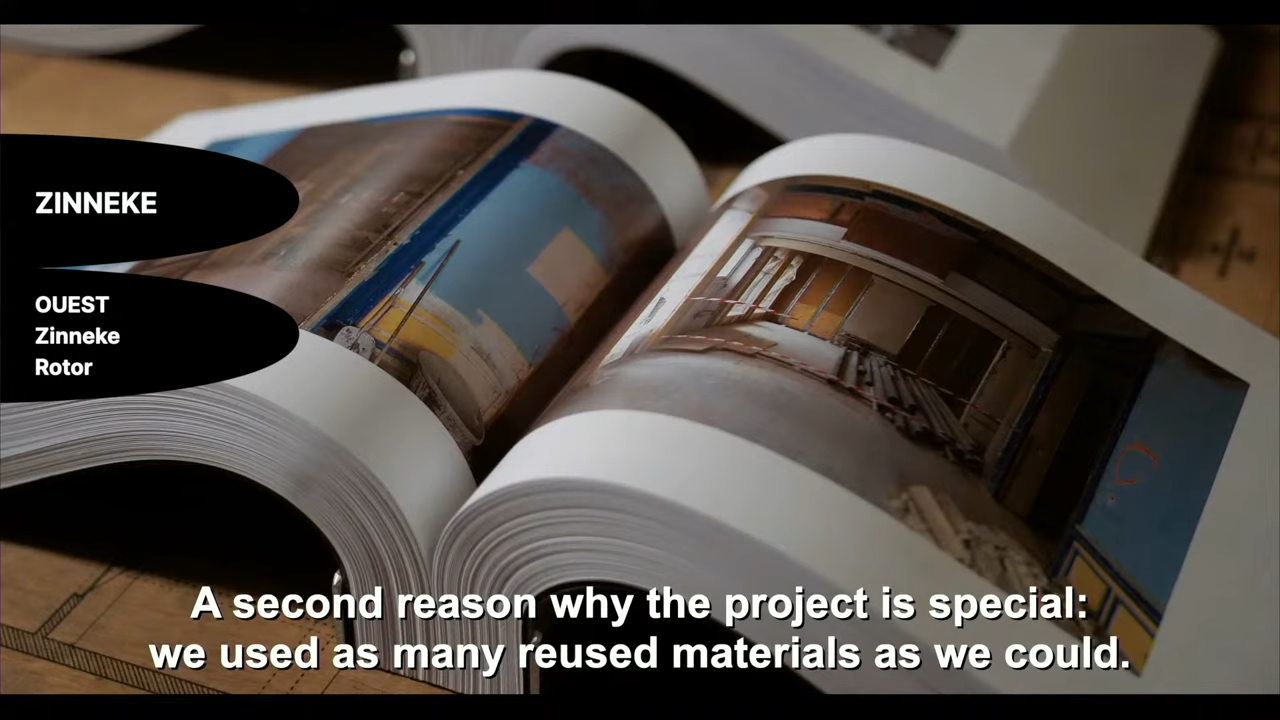 ZINNEKE
OUEST
Zinneke
Rotor
A second reason why the project is special:
we used as many reused materials as we could.